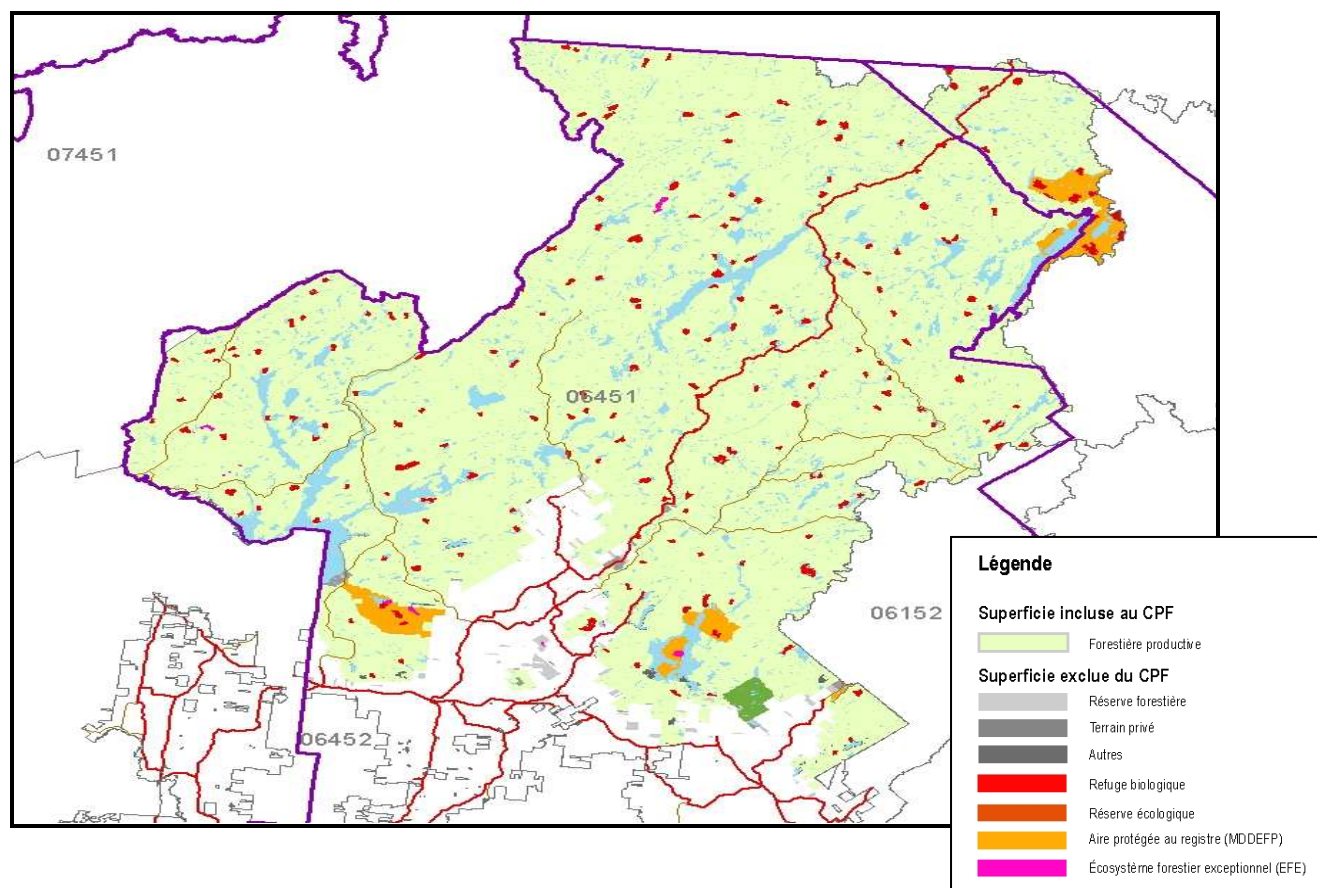 07451
06451
06152
06452
Légende
Superficie incluse au CPF
Forestière productive
Superficie exclue du CPF
Réserve forestière
Terrain privé
Autres
Refuge biologique
Réserve écologique
Aire protégée au registre (MDDEFP)
Écosystème forestier exceptionnel (EFE)